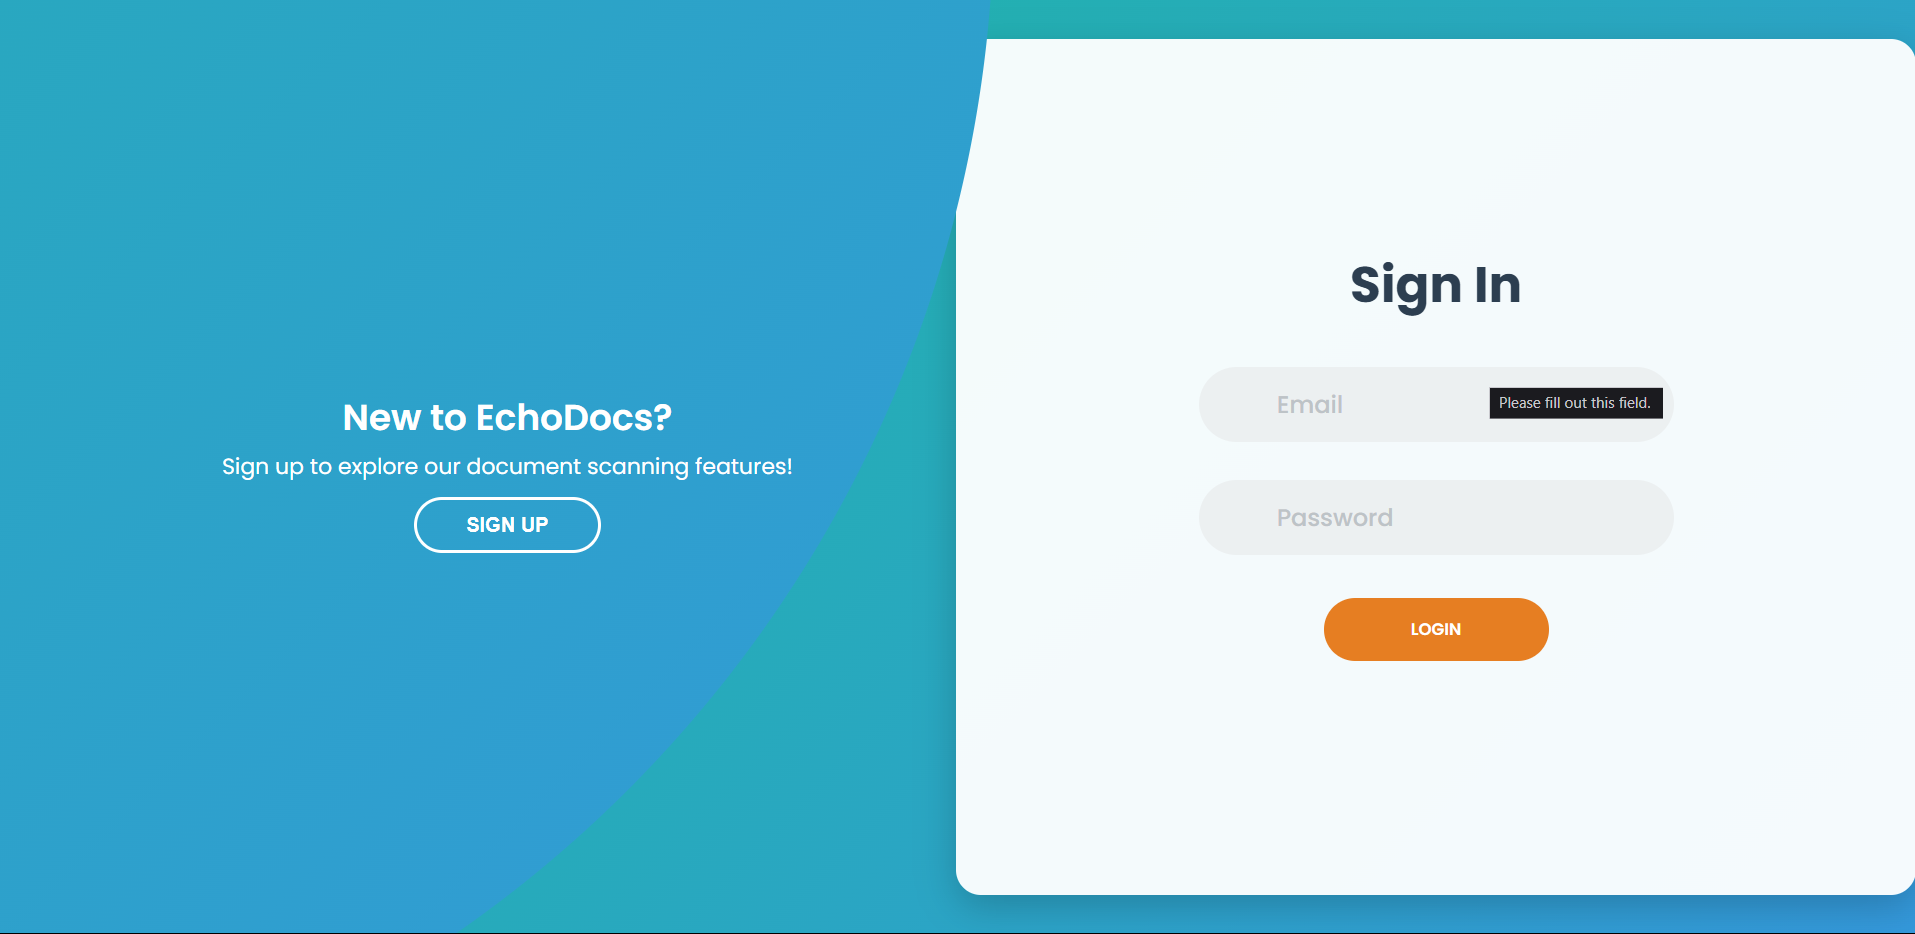 New to EchoDocs?
Sign up to explore our document scanning features!
SIGN UP
Sign In
Email
Please fill out this field.
Password
LOGIN